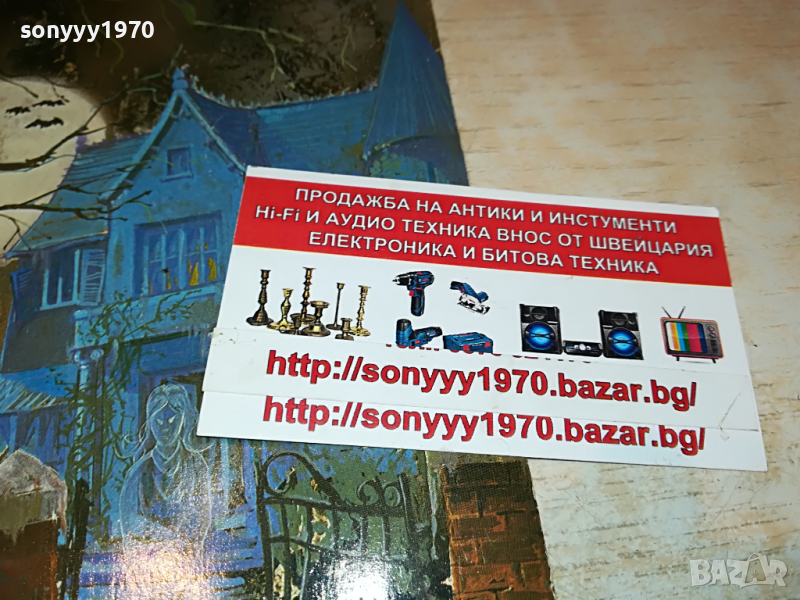 sonyyy1970
ПРОДАЖБА НА АНТИКИ И ИНСТУМЕНТИ
Hi-Fi И АУДИО ТЕХНИКА ВНОС ОТ ШВЕИЦАРИЯ
ЕЛЕКТРОНИКА И БИТОВА ТЕХНИКА
http://sonyyy1970.bazar.bg/
http://sonyyy1970.bazar.bg/
BAZAR